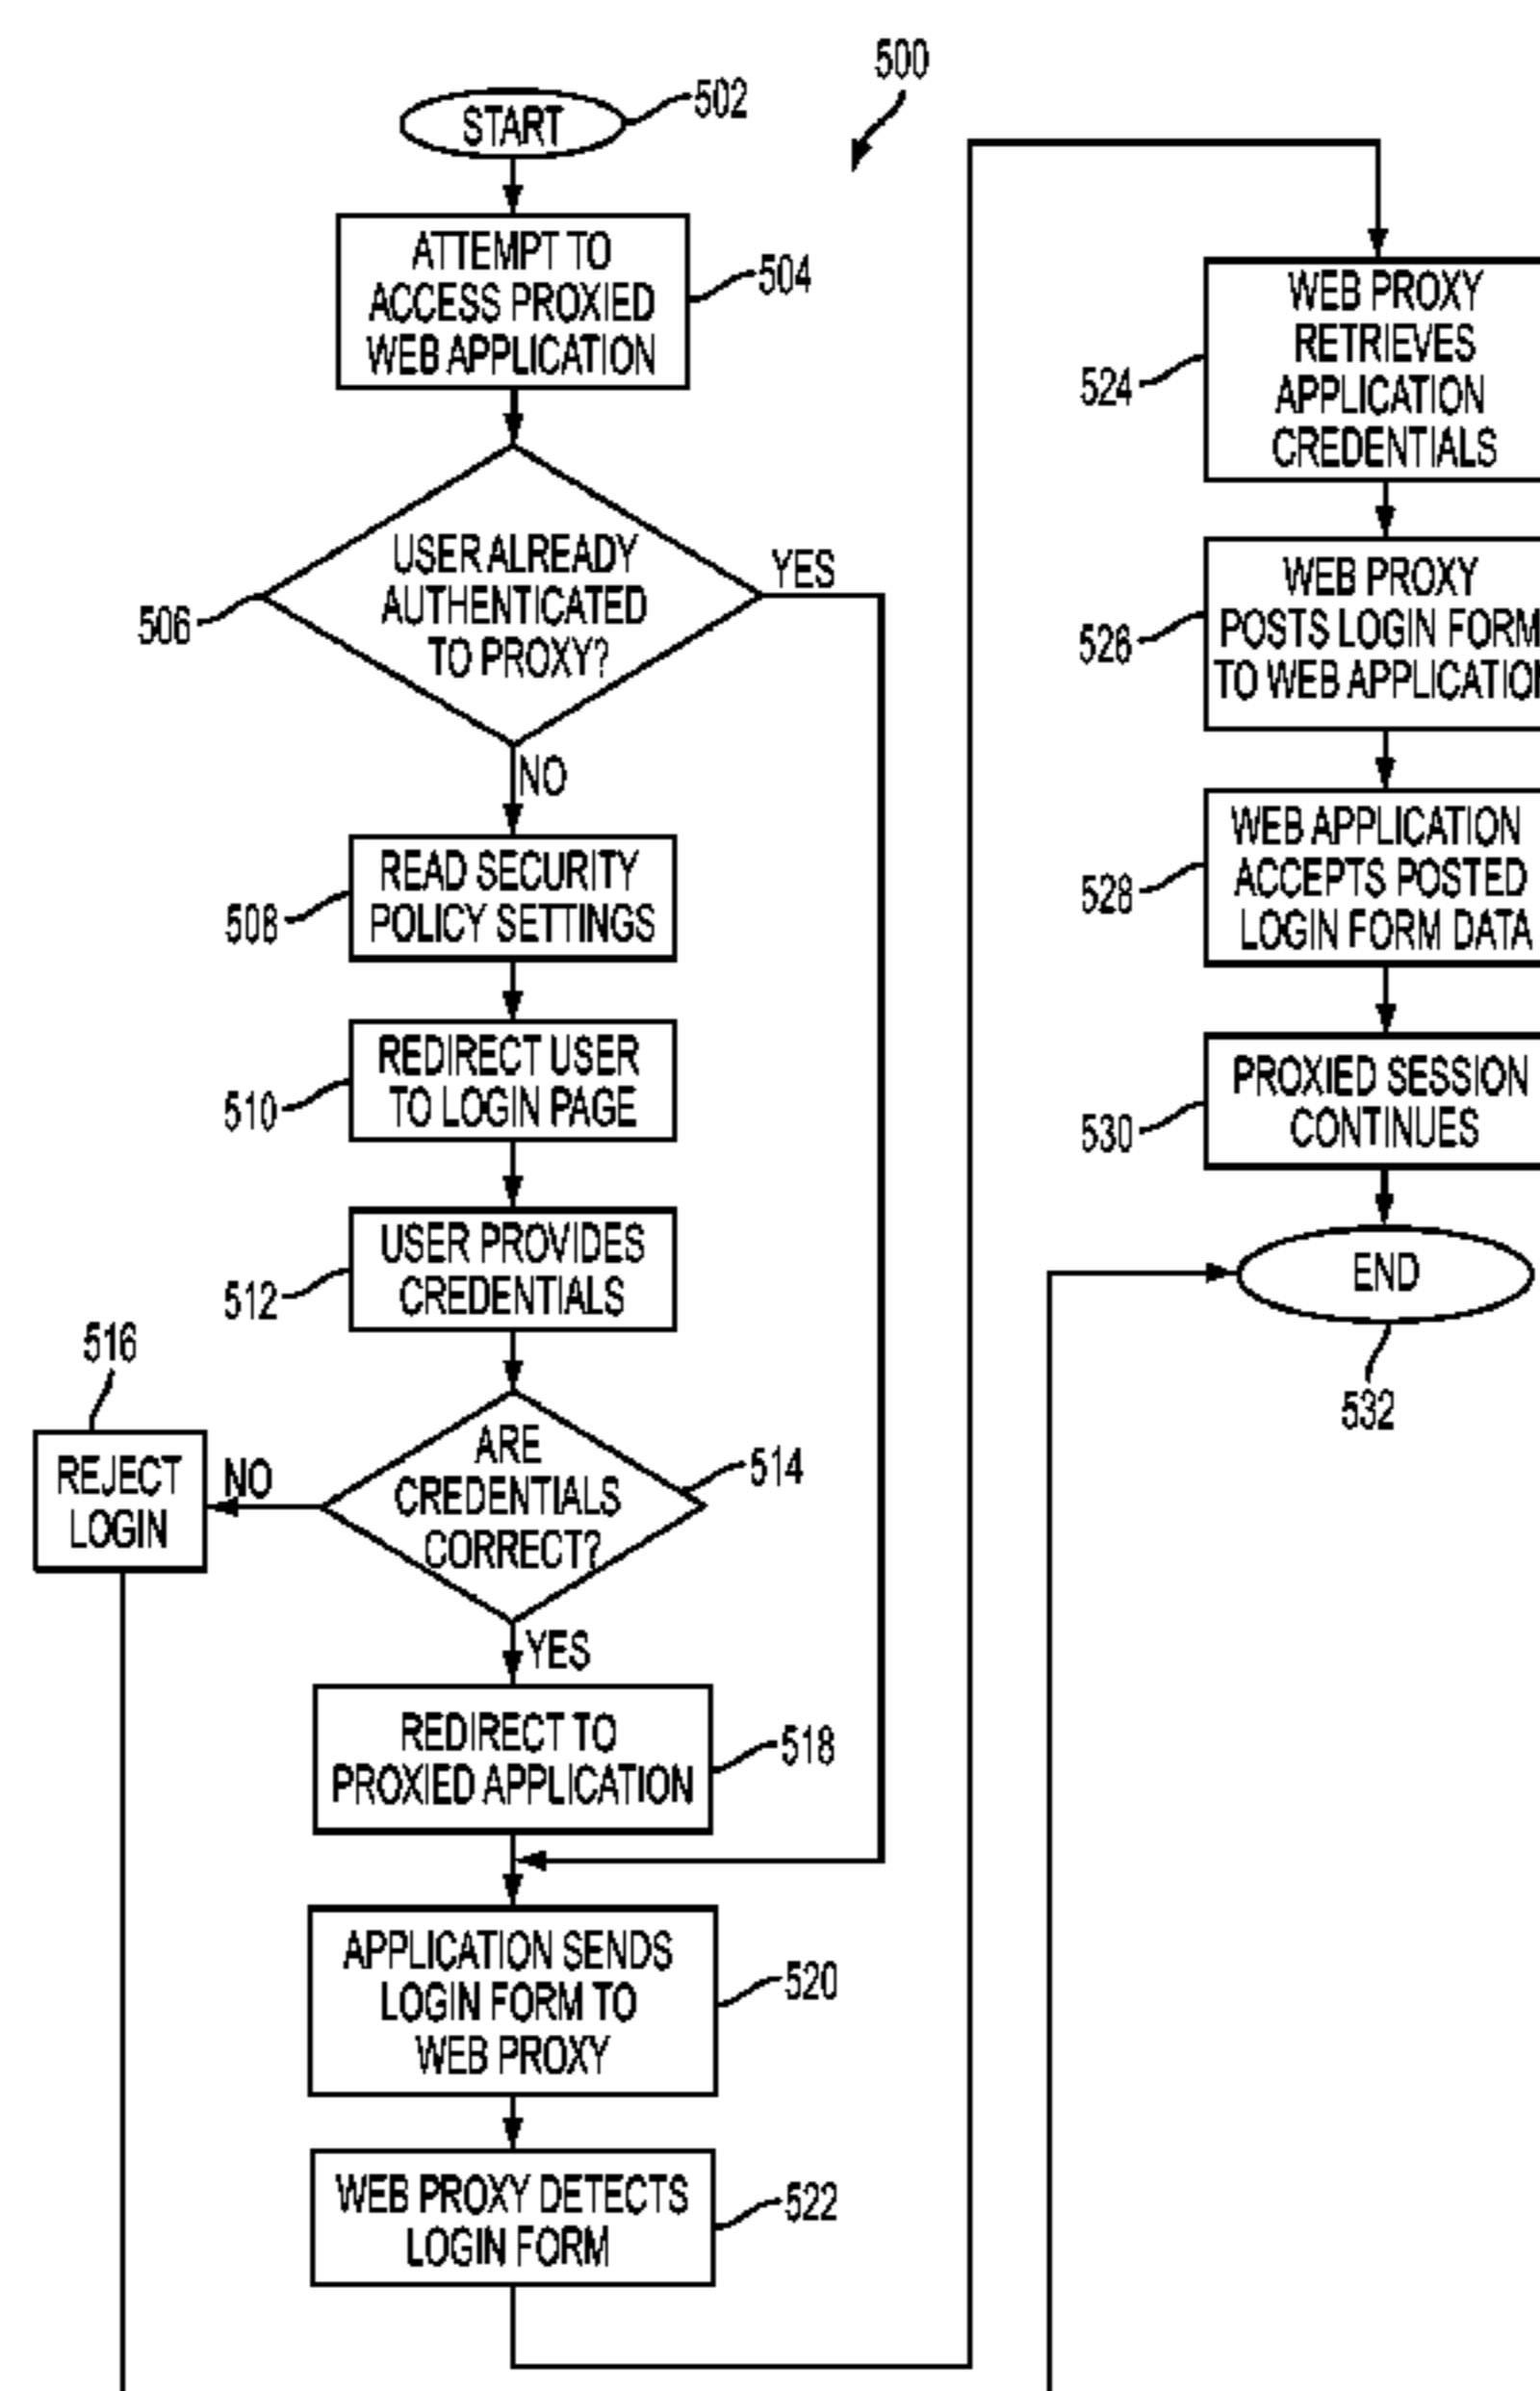 500
START
502
ATTEMPT TO
ACCESS PROXIED
WEB APPLICATION
504
USER ALREADY
AUTHENTICATED
TO PROXY?
506
YES
NO
READ SECURITY
POLICY SETTINGS
508
REDIRECT USER
TO LOGIN PAGE
510
USER PROVIDES
CREDENTIALS
512
ARE
CREDENTIALS
CORRECT?
514
NO
516
REJECT
LOGIN
YES
REDIRECT TO
PROXIED APPLICATION
518
APPLICATION SENDS
LOGIN FORM TO
WEB PROXY
520
WEB PROXY DETECTS
LOGIN FORM
522
WEB PROXY
RETRIEVES
APPLICATION
CREDENTIALS
524
WEB PROXY
POSTS LOGIN FORM
TO WEB APPLICATION
526
WEB APPLICATION
ACCEPTS POSTED
LOGIN FORM DATA
528
PROXIED SESSION
CONTINUES
530
END
532